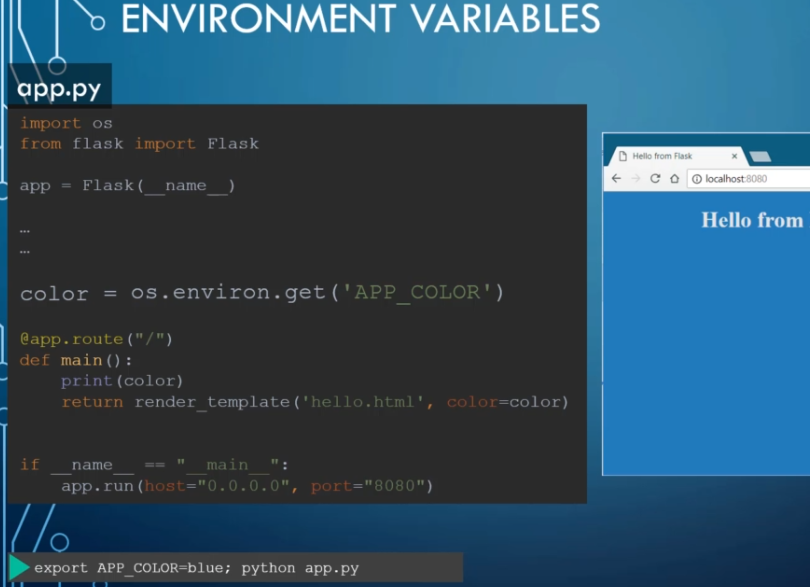 ENVIRONMENT VARIABLES
app.py
import os
from flask import Flask
app = Flask(__name__)
…
…
color = os.environ.get('APP_COLOR')
@app.route("/")
def main():
    print(color)
    return render_template('hello.html', color=color)
if __name__ == "__main__":
    app.run(host="0.0.0.0", port="8080")
Hello from Flask
localhost:8080
Hello from
export APP_COLOR=blue; python app.py